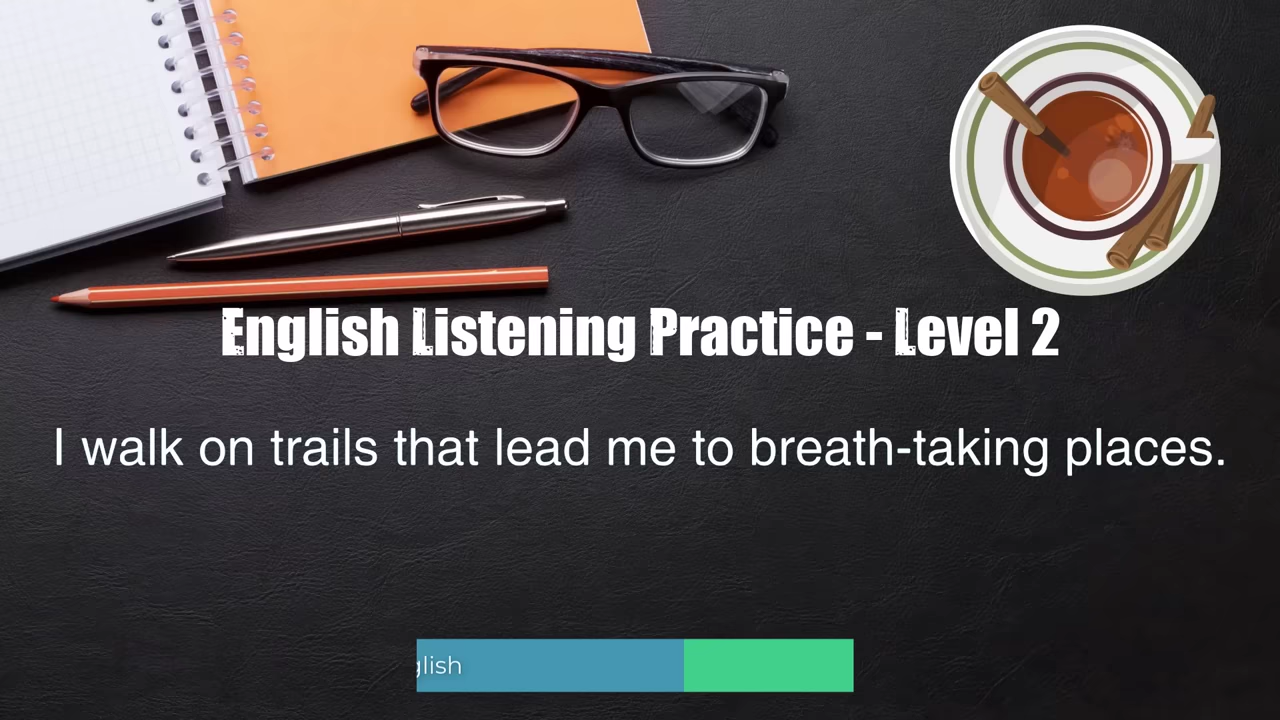 English Listening Practice - Level 2
I walk on trails that lead me to breath-taking places.
glish